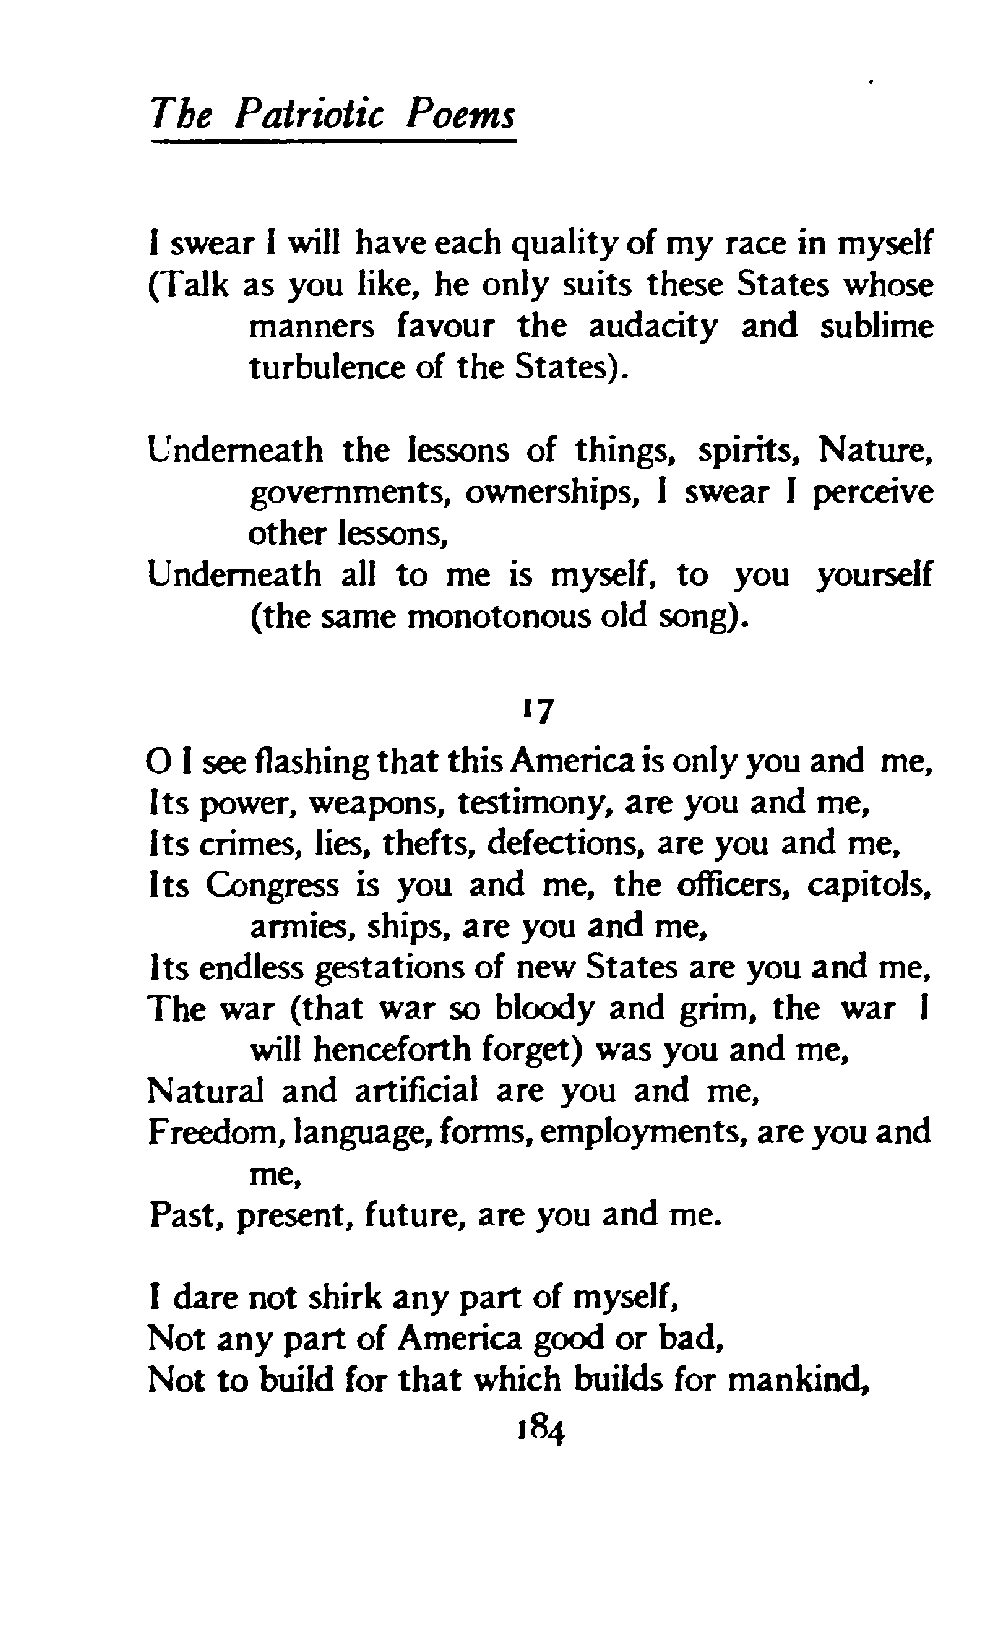 The Patriotic Poems
I swear I will have each quality of my race in myself
(Talk as you like, he only suits these States whose
manners favour the audacity and sublime
turbulence of the States).
Underneath the lessons of things, spirits, Nature,
governments, ownerships, I swear I perceive
other lessons,
Underneath all to me is myself, to you yourself
(the same monotonous old song).
17
O I see flashing that this America is only you and me,
Its power, weapons, testimony, are you and me,
Its crimes, lies, thefts, defections, are you and me,
Its Congress is you and me, the officers, capitols,
armies, ships, are you and me,
Its endless gestations of new States are you and me,
The war (that war so bloody and grim, the war I
will henceforth forget) was you and me,
Natural and artificial are you and me,
Freedom, language, forms, employments, are you and
me,
Past, present, future, are you and me.
I dare not shirk any part of myself,
Not any part of America good or bad,
Not to build for that which builds for mankind,
184